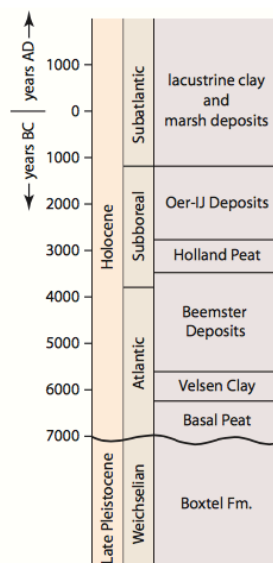 years AD
years BC
1000
0
1000
2000
3000
4000
5000
6000
7000
Holocene
Late Pleistocene
Subatlantic
Subboreal
Atlantic
Weichselian
lacustrine clay
and
marsh deposits
Oer-IJ Deposits
Holland Peat
Beemster
Deposits
Velsen Clay
Basal Peat
Boxtel Fm.